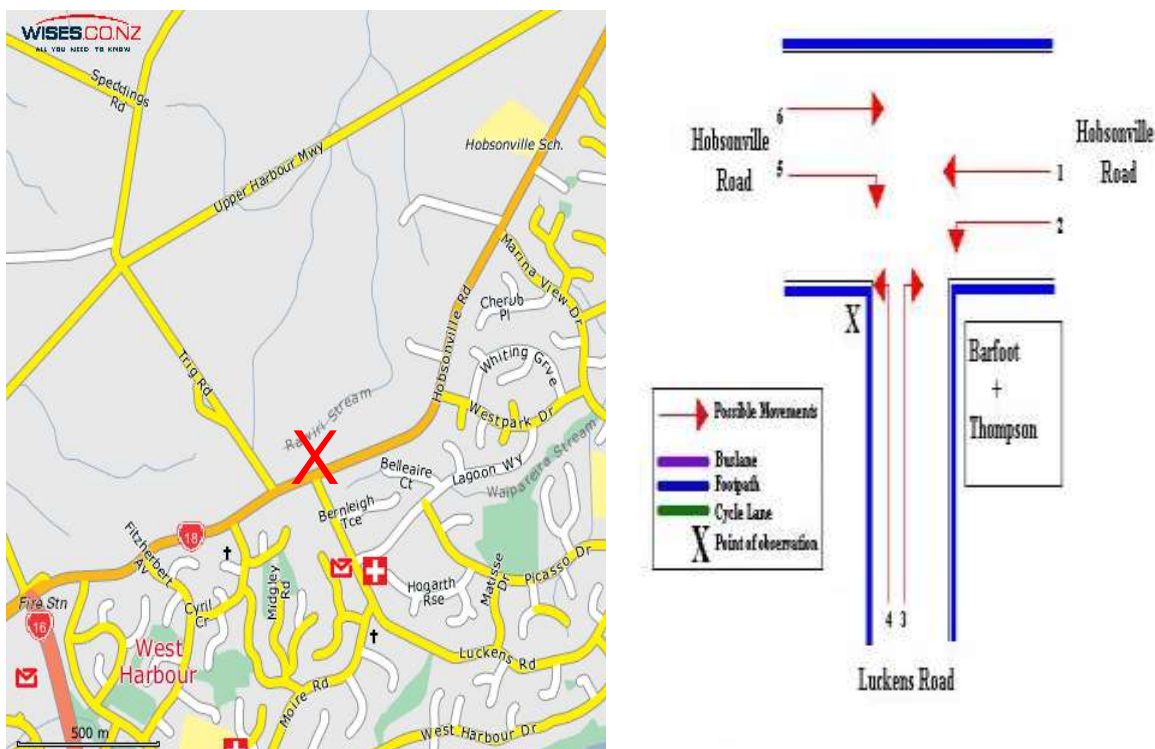 WISES.CO.NZ
ALL YOU NEED TO KNOW
Speddings
Rd
Hobsonville Sch.
Upper Harbour Mwy
Marina View Dr
Cherub
Pl
Hobsonville Rd
Whiting Grve
Trig Rd
Westpark Dr
Rawiri Stream
X
Belleaire
Ct
Lagoon WY
Waipareira Stream
Bernleigh
Tce
18
Fitzherbert
Av
Picasso Dr
Matisse
Dr
Hogarth
Rse
Midgley
Rd
Cyril
Cr
Fire Stn
16
West
Harbour
Luckens Rd
Moire Rd
West Harbour Dr
500 m
6
Hobsonville
Road
5
Hobsonville
Road
1
2
X
Barfoot
+
Thompson
Possible Movements
Buslane
Footpath
Cycle Lane
X Point of observation
4 3
Luckens Road